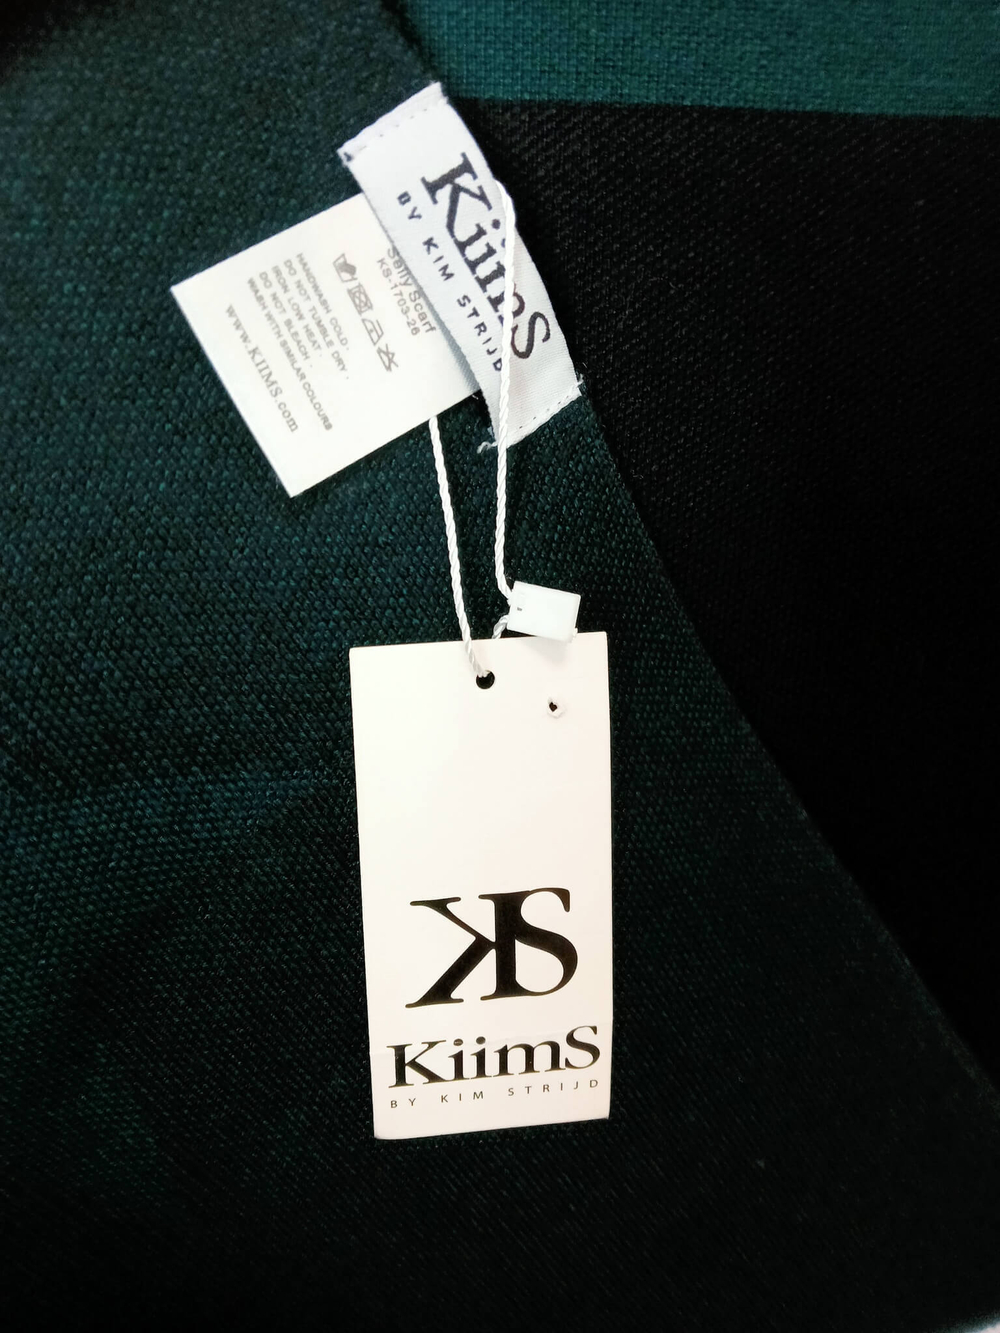 KiimS
BY KIM STRIJD
Sally Scarf
KS-1703-26
HANDWASH COLD-
DO NOT TUMBLE DRY -
IRON: LOW HEAT -
DO NOT BLEACH -
WASH WITH SIMILAR COLOURS
www.KIIMS.com
KS
KiimS
BY KIM STRIJD